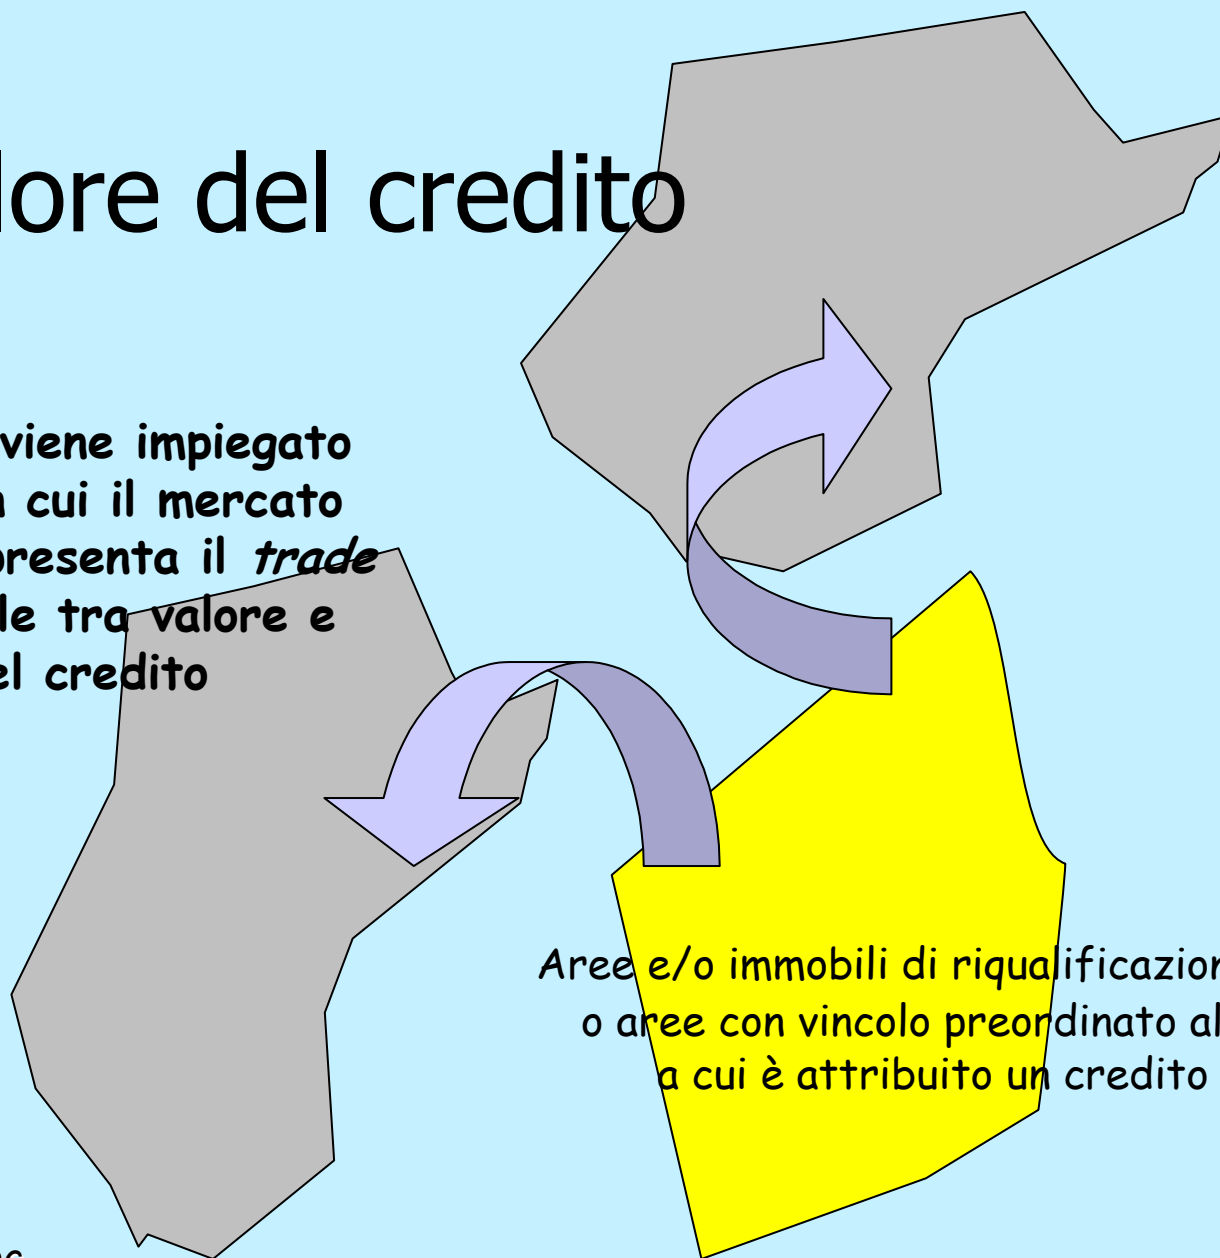 lore del credito
viene impiegato
cui il mercato
presenta il trade
le tra valore e
el credito
Aree e/o immobili di riqualificazion
o aree con vincolo preordinato al
a cui è attribuito un credito